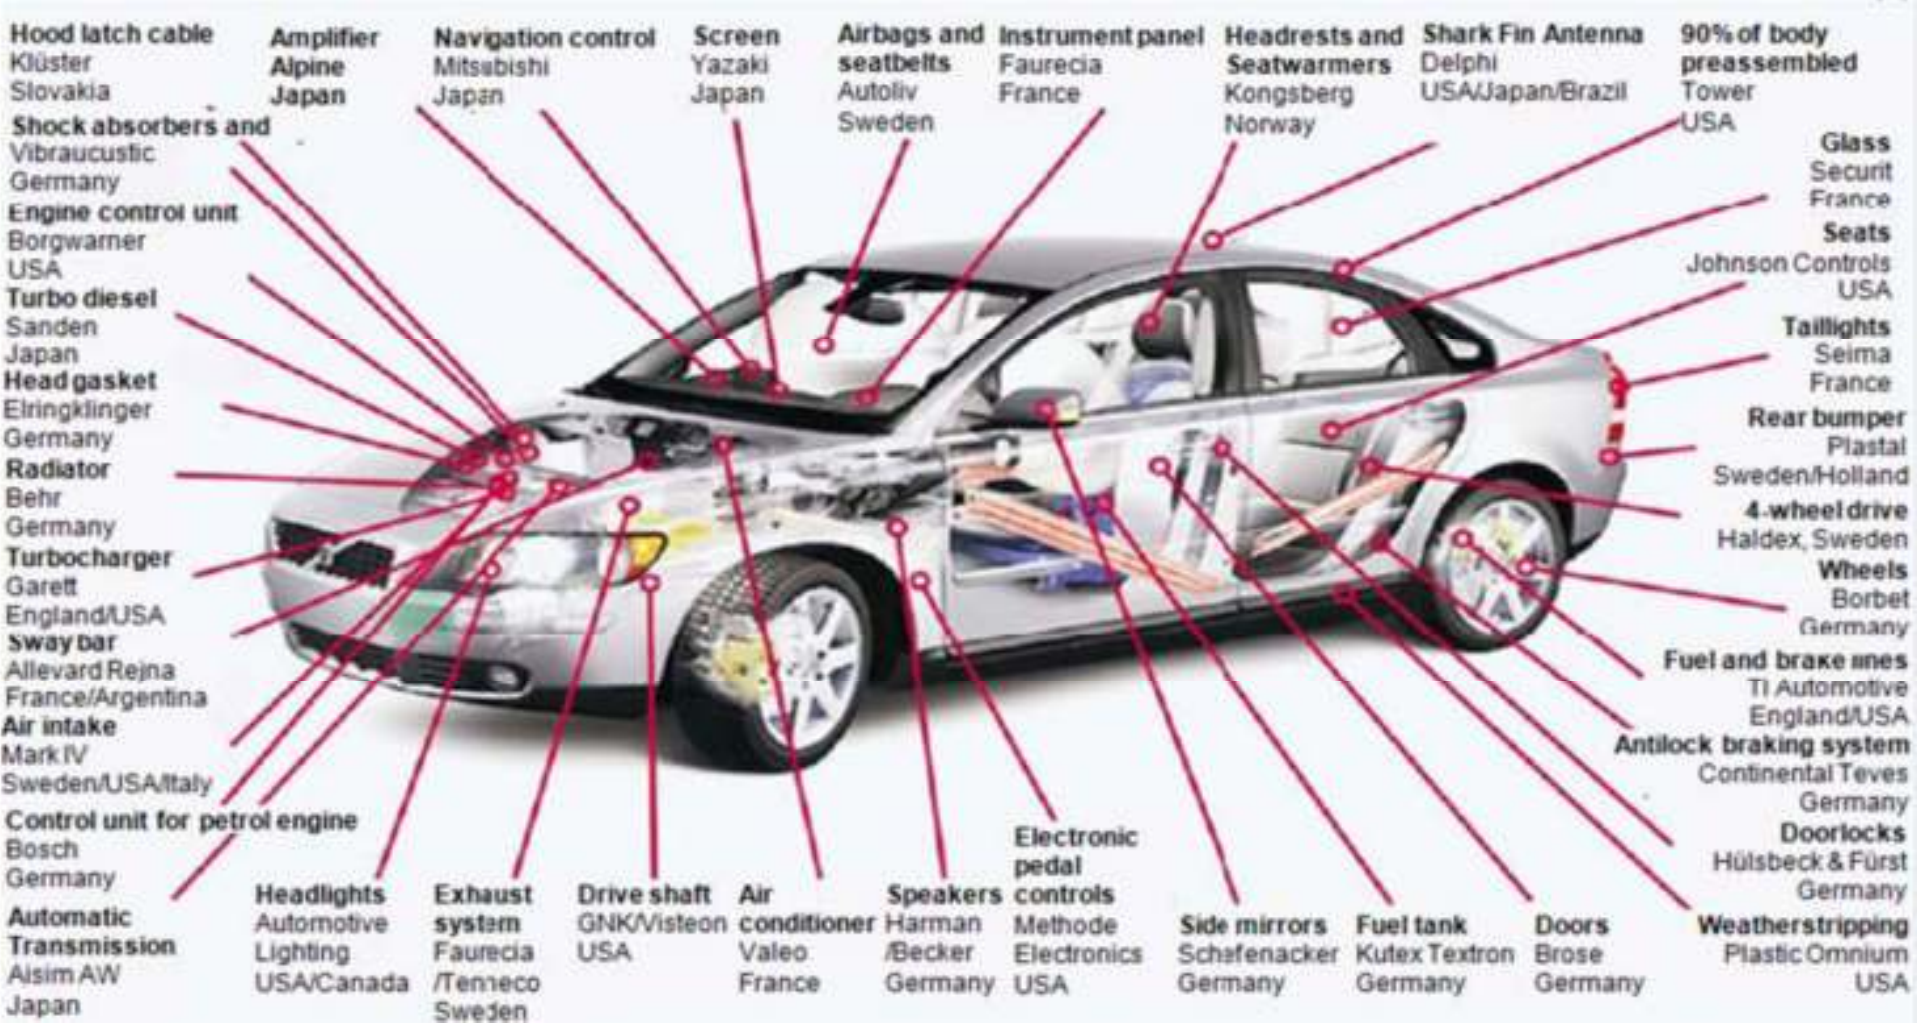 Hood latch cable
Klüster
Slovakia
Amplifier
Alpine
Japan
Navigation control
Mitsubishi
Japan
Screen
Yazaki
Japan
Airbags and
seatbelts
Autoliv
Sweden
Instrument panel
Faurecia
France
Headrests and
Seatwarmers
Kongsberg
Norway
Shark Fin Antenna
Delphi
USA/Japan/Brazil
90% of body
preassembled
Tower
USA
Shock absorbers and
Vibraucustic
Germany
Engine control unit
Borgwarner
USA
Turbo diesel
Sanden
Japan
Head gasket
Elringklinger
Germany
Radiator
Behr
Germany
Turbocharger
Garett
England/USA
Sway bar
Allevard Rejna
France/Argentina
Air intake
Mark IV
Sweden/USA/Italy
Control unit for petrol engine
Bosch
Germany
Automatic
Transmission
Aisim AW
Japan
Glass
Securit
France
Seats
Johnson Controls
USA
Taillights
Seima
France
Rear bumper
Plastal
Sweden/Holland
4-wheel drive
Haldex, Sweden
Wheels
Borbet
Germany
Fuel and brake lines
TI Automotive
England/USA
Antilock braking system
Continental Teves
Germany
Doorlocks
Hülsbeck & Fürst
Germany
Weatherstripping
Plastic Omnium
USA
Headlights
Automotive
Lighting
USA/Canada
Exhaust
system
Faurecia
/Tenneco
Sweden
Drive shaft
GNK/Visteon
USA
Air
conditioner
Valeo
France
Speakers
Harman
/Becker
Germany
Electronic
pedal
controls
Methode
Electronics
USA
Side mirrors
Schefenacker
Germany
Fuel tank
Kutex Textron
Germany
Doors
Brose
Germany